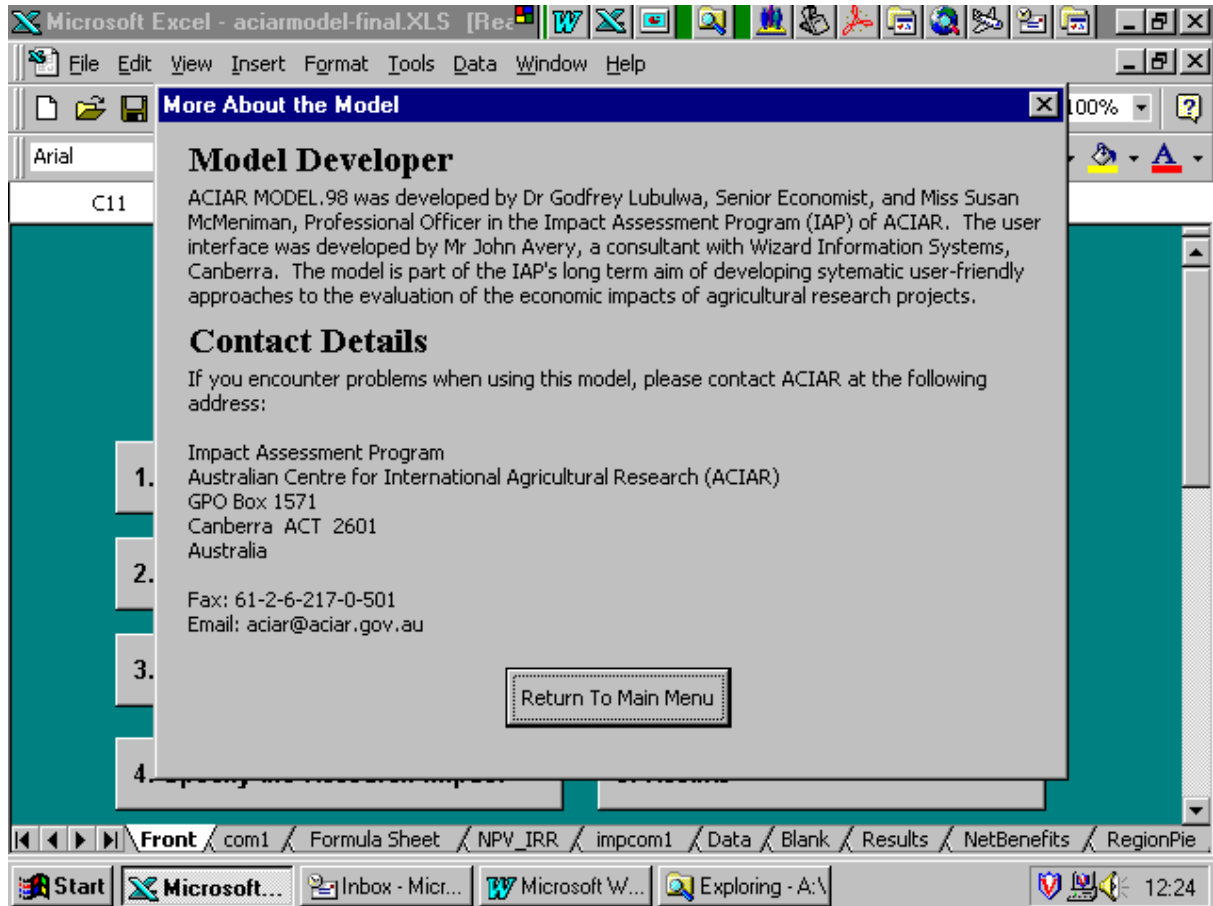 Microsoft Excel - aciarmodel-final.XLS [Rea
File Edit View Insert Format Tools Data Window Help
100%
Arial
C11
More About the Model
Model Developer
ACIAR MODEL.98 was developed by Dr Godfrey Lubulwa, Senior Economist, and Miss Susan
McMeniman, Professional Officer in the Impact Assessment Program (IAP) of ACIAR. The user
interface was developed by Mr John Avery, a consultant with Wizard Information Systems,
Canberra. The model is part of the IAP's long term aim of developing sytematic user-friendly
approaches to the evaluation of the economic impacts of agricultural research projects.
Contact Details
If you encounter problems when using this model, please contact ACIAR at the following
address:
Impact Assessment Program
Australian Centre for International Agricultural Research (ACIAR)
GPO Box 1571
Canberra ACT 2601
Australia
Fax: 61-2-6-217-0-501
Email: aciar@aciar.gov.au
Return To Main Menu
1.
2.
3.
4.
Front com1 Formula Sheet NPV_IRR impcom1 Data Blank Results NetBenefits RegionPie
Start Microsoft... Inbox - Micr... Microsoft W... Exploring - A:\ 12:24